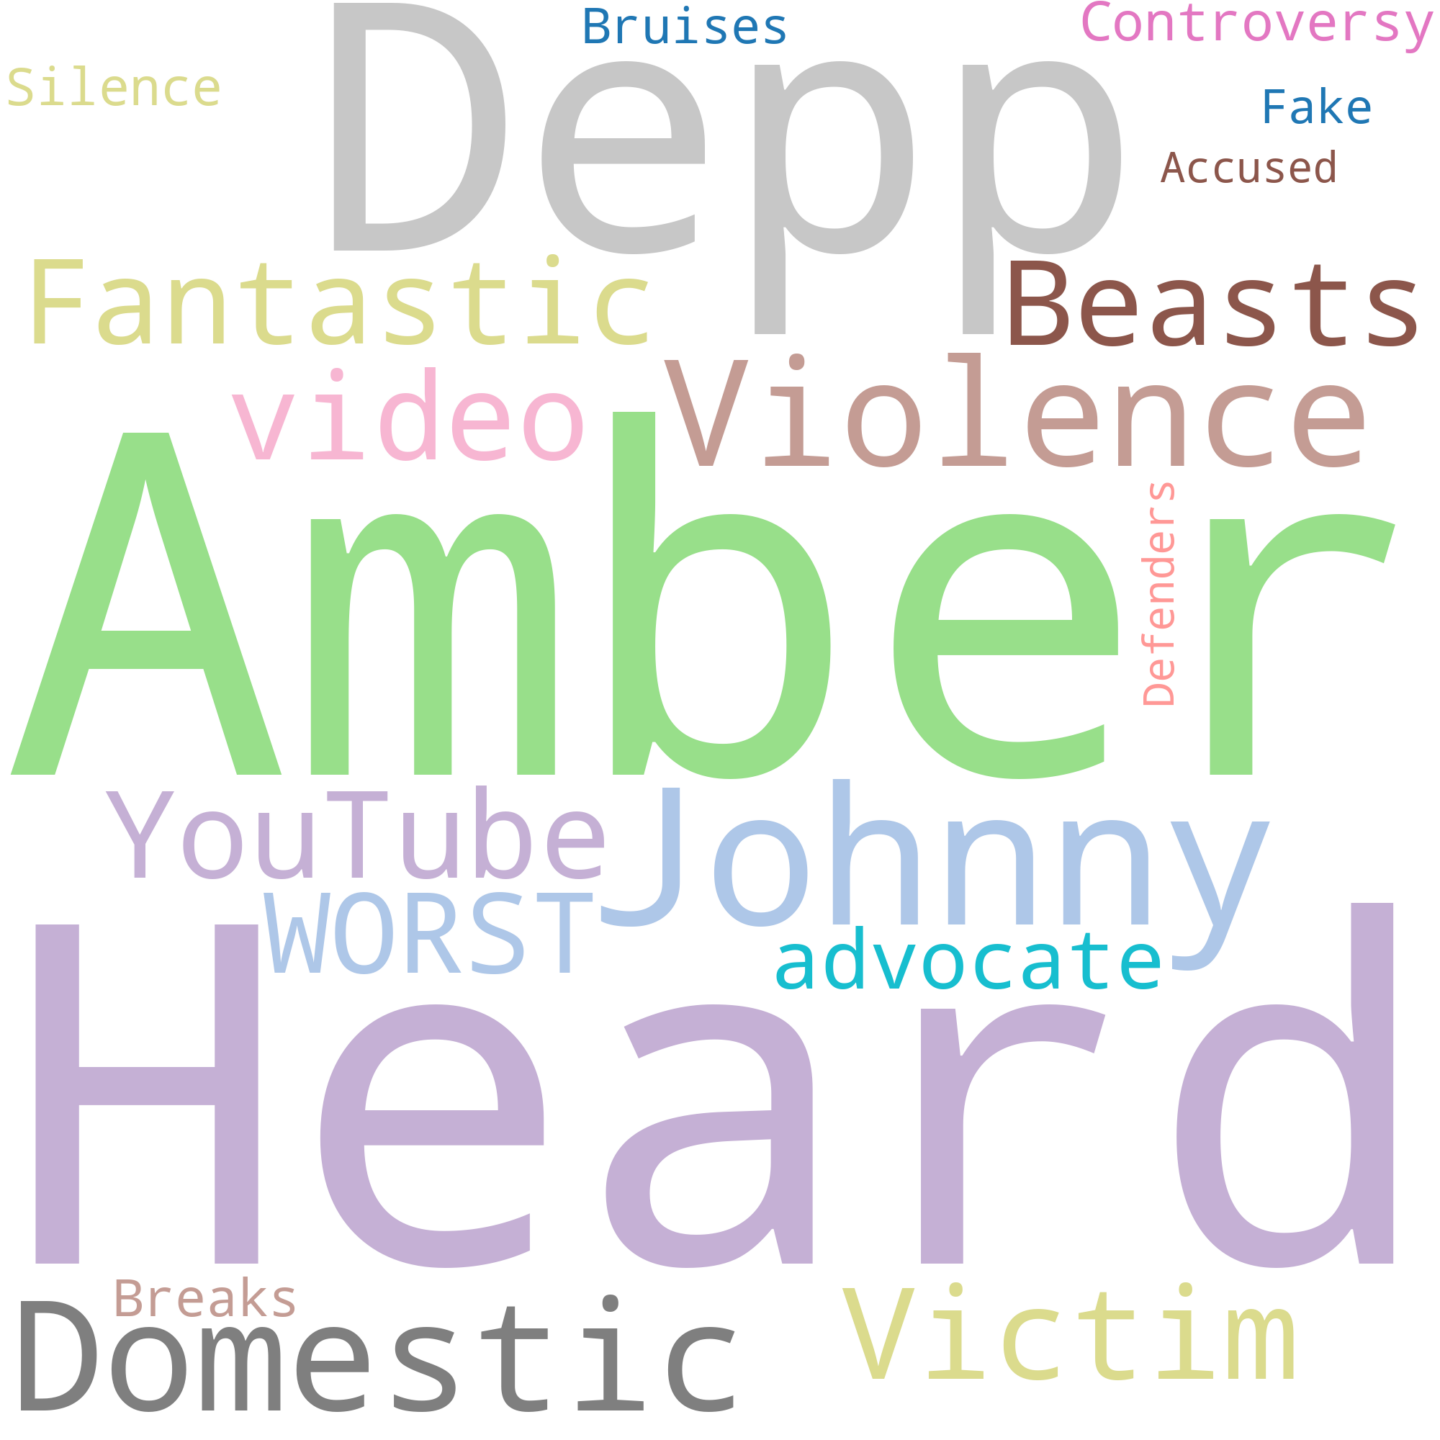 Depp
Bruises
Controversy
Silence
Fake
Accused
Fantastic
Beasts
video
Violence
Amber
Defenders
YouTube
Johnny
WORST
advocate
Heard
Breaks
Domestic
Victim